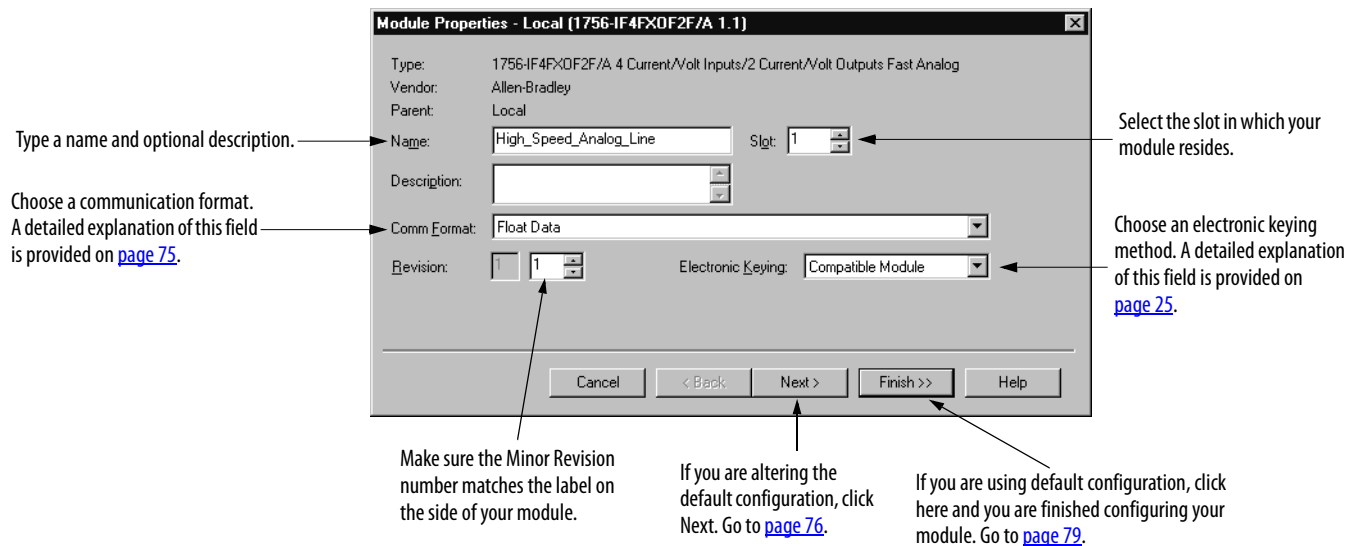 Module Properties - Local (1756-IF4FXOF2F/A 1.1)
Type: 1756-IF4FXOF2F/A 4 Current/Volt Inputs/2 Current/Volt Outputs Fast Analog
Vendor: Allen-Bradley
Parent: Local
Type a name and optional description.
Name: High_Speed_Analog_Line Slot: 1
Select the slot in which your
module resides.
Description:
Choose a communication format.
A detailed explanation of this field
is provided on page 75.
Comm Format: Float Data
Choose an electronic keying
method. A detailed explanation
of this field is provided on
page 25.
Revision: 1 1 Electronic Keying: Compatible Module
Cancel < Back Next > Finish >> Help
Make sure the Minor Revision
number matches the label on
the side of your module.
If you are altering the
default configuration, click
Next. Go to page 76.
If you are using default configuration, click
here and you are finished configuring your
module. Go to page 79.